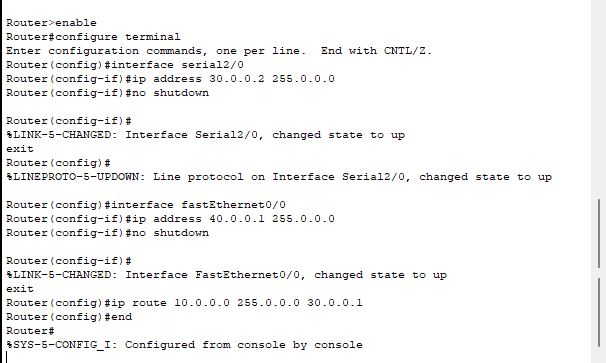 Router>enable
Router#configure terminal
Enter configuration commands, one per line.  End with CNTL/Z.
Router(config)#interface serial2/0
Router(config-if)#ip address 30.0.0.2 255.0.0.0
Router(config-if)#no shutdown
Router(config-if)#
%LINK-5-CHANGED: Interface Serial2/0, changed state to up
exit
Router(config)#
%LINEPROTO-5-UPDOWN: Line protocol on Interface Serial2/0, changed state to up
Router(config)#interface fastEthernet0/0
Router(config-if)#ip address 40.0.0.1 255.0.0.0
Router(config-if)#no shutdown
Router(config-if)#
%LINK-5-CHANGED: Interface FastEthernet0/0, changed state to up
exit
Router(config)#ip route 10.0.0.0 255.0.0.0 30.0.0.1
Router(config)#end
Router#
%SYS-5-CONFIG_I: Configured from console by console